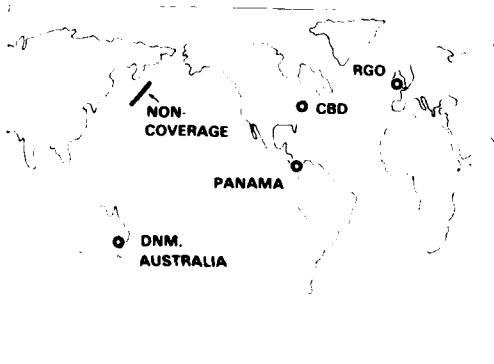 RGO
CBD
NON-
COVERAGE
PANAMA
DNM.
AUSTRALIA